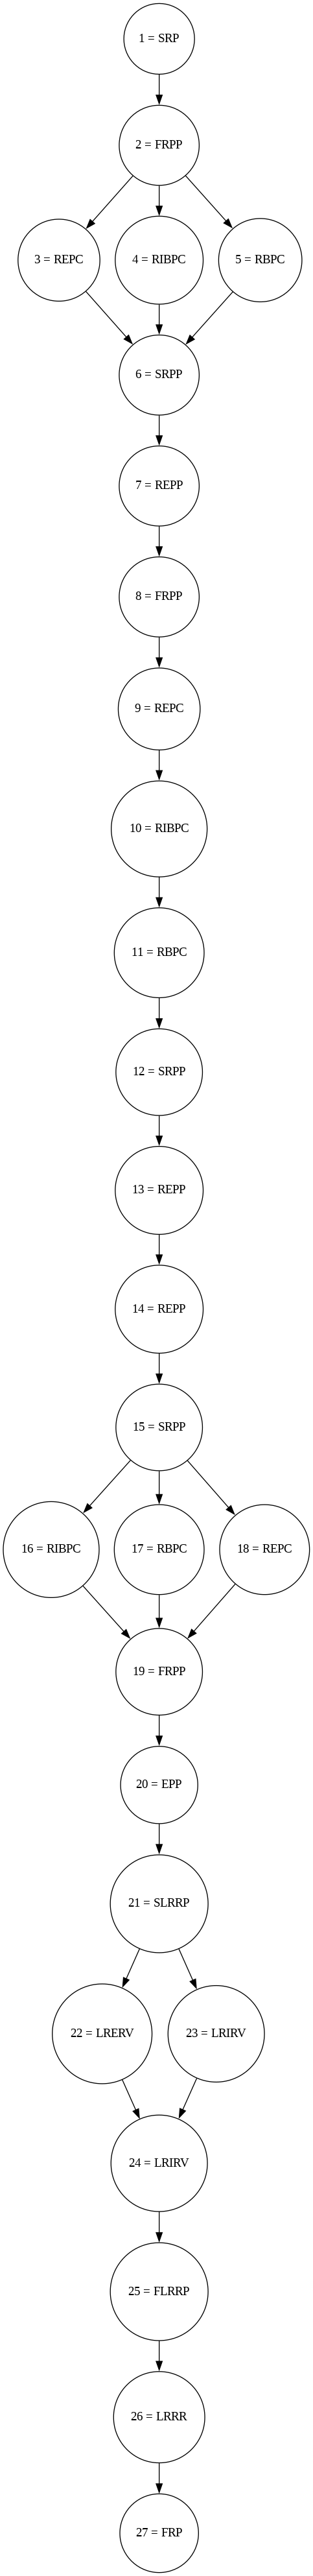 1 = SRP
2 = FRPP
3 = REPC
4 = RIBPC
5 = RBPC
6 = SRPP
7 = REPP
8 = FRPP
9 = REPC
10 = RIBPC
11 = RBPC
12 = SRPP
13 = REPP
14 = REPP
15 = SRPP
16 = RIBPC
17 = RBPC
18 = REPC
19 = FRPP
20 = EPP
21 = SLRRP
22 = LRERV
23 = LRIRV
24 = LRIRV
25 = FLRRP
26 = LRRR
27 = FRP